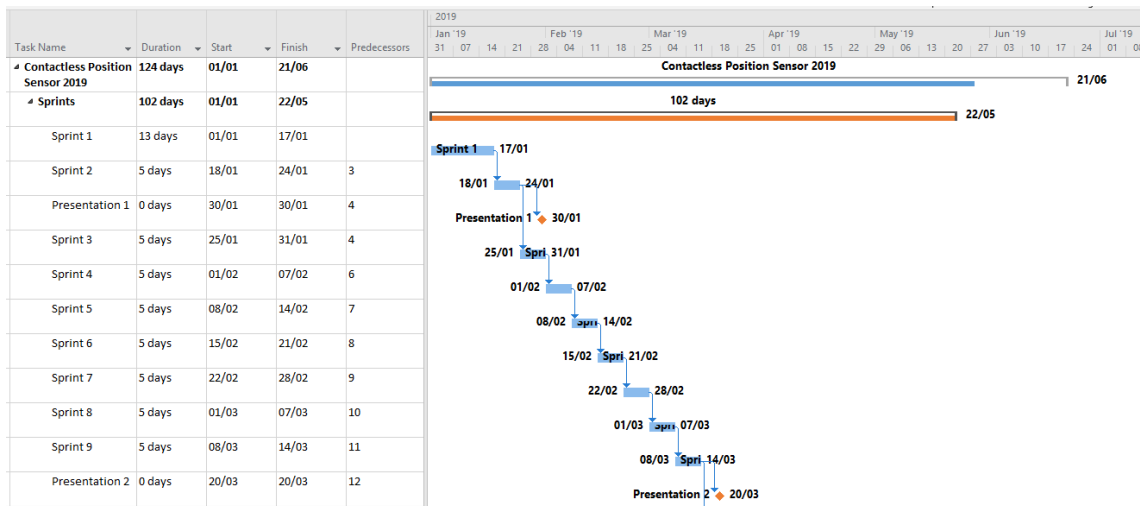 2019
Jan '19 Feb '19 Mar '19 Apr '19 May '19 Jun '19 Jul '19
Task Name Duration Start Finish Predecessors 31 07 14 21 28 04 11 18 25 04 11 18 25 01 08 15 22 29 06 13 20 27 03 10 17 24 01
Contactless Position 124 days 01/01 21/06 Contactless Position Sensor 2019
Sensor 2019 21/06
Sprints 102 days 01/01 22/05 102 days
22/05
Sprint 1 13 days 01/01 17/01 Sprint 1 17/01
Sprint 2 5 days 18/01 24/01 3 18/01 24/01
Presentation 1 0 days 30/01 30/01 4 Presentation 1 30/01
Sprint 3 5 days 25/01 31/01 4 25/01 Spri 31/01
Sprint 4 5 days 01/02 07/02 6 01/02 07/02
Sprint 5 5 days 08/02 14/02 7 08/02 Spri 14/02
Sprint 6 5 days 15/02 21/02 8 15/02 Spri 21/02
Sprint 7 5 days 22/02 28/02 9 22/02 28/02
Sprint 8 5 days 01/03 07/03 10 01/03 Spri 07/03
Sprint 9 5 days 08/03 14/03 11 08/03 Spri 14/03
Presentation 2 0 days 20/03 20/03 12 Presentation 2 20/03